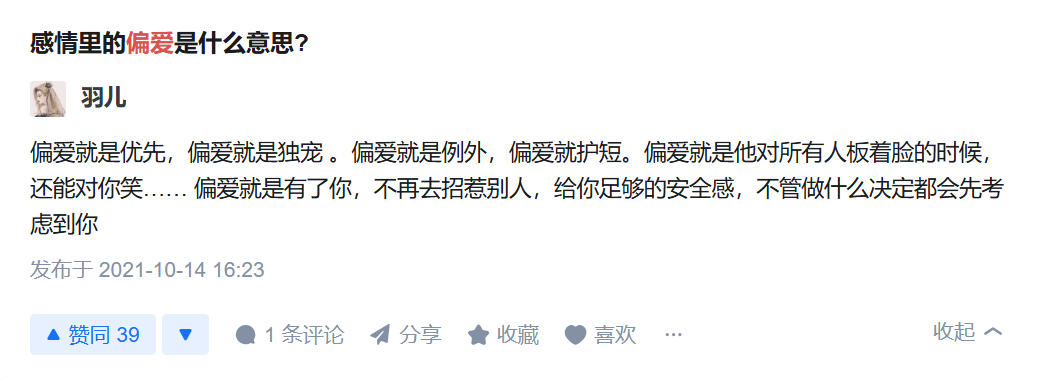 感情里的偏爱是什么意思?
羽儿
偏爱就是优先，偏爱就是独宠 。偏爱就是例外，偏爱就护短。偏爱就是他对所有人板着脸的时候，
还能对你笑…… 偏爱就是有了你，不再去招惹别人，给你足够的安全感，不管做什么决定都会先考
虑到你
发布于 2021-10-14 16:23
赞同 39 1 条评论 分享 收藏 喜欢 ··· 收起